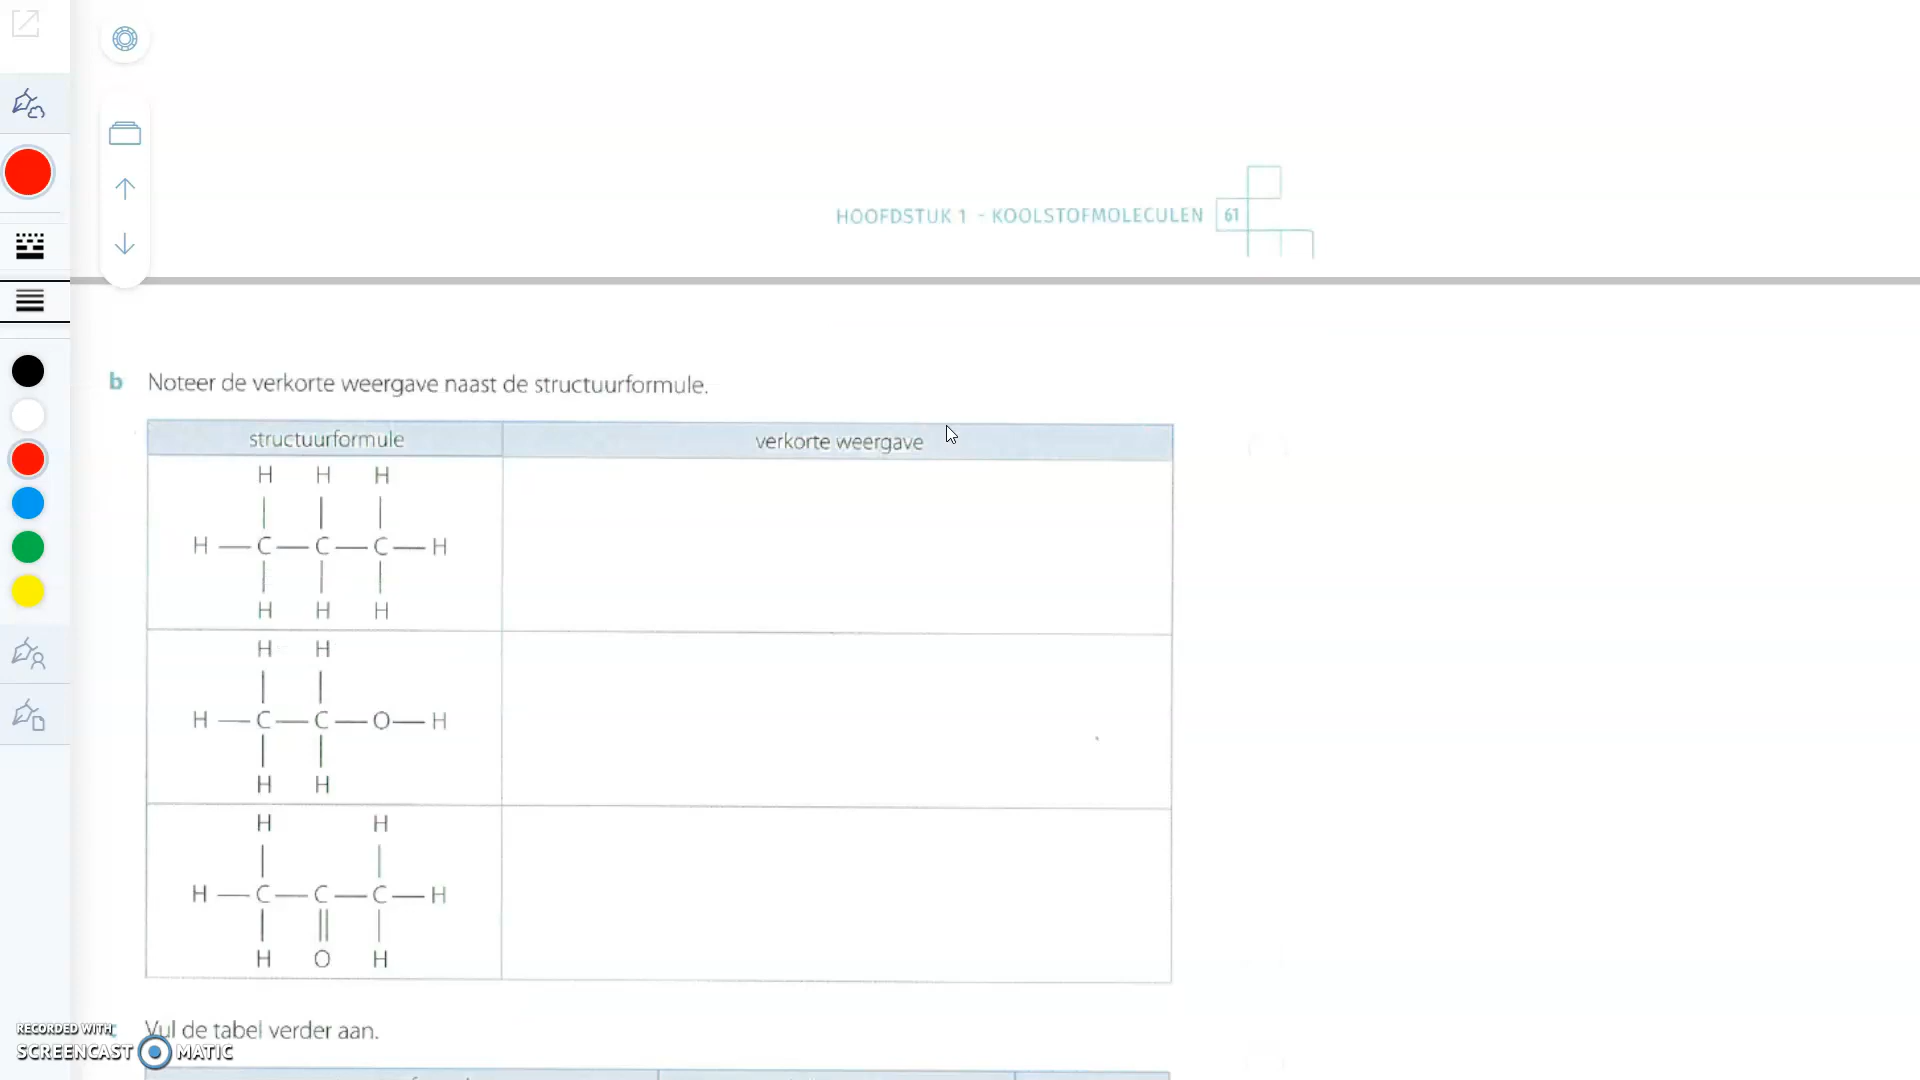 HOOFDSTUK 1 - KOOLSTOFMOLECULEN 61
b Noteer de verkorte weergave naast de structuurformule.
structuurformule verkorte weergave
H H H
H — C — C — C — H
H H H
H H
H — C — C — O — H
H H
H H
H — C — C — C — H
H O H
c Vul de tabel verder aan.
RECORDED WITH
SCREENCAST MATIC